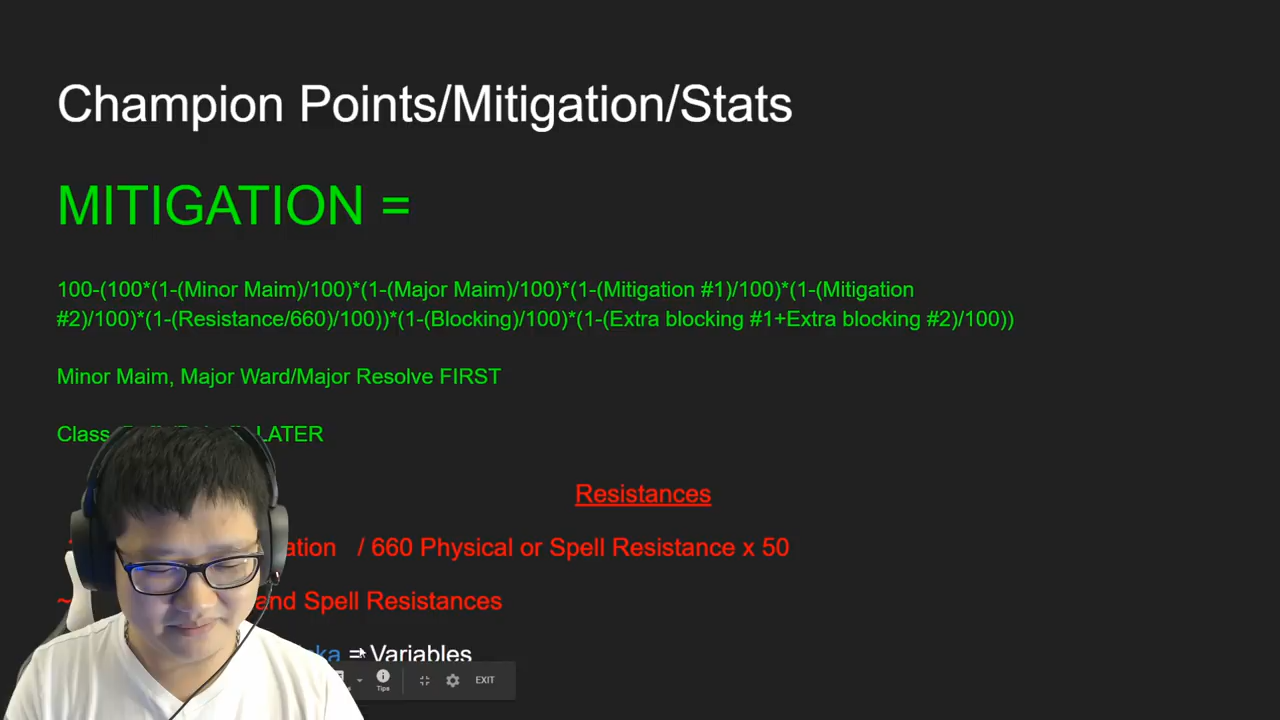 Champion Points/Mitigation/Stats
MITIGATION =
100-(100*(1-(Minor Maim)/100)*(1-(Major Maim)/100)*(1-(Mitigation #1)/100)*(1-(Mitigation
#2)/100)*(1-(Resistance/660)/100))*(1-(Blocking)/100)*(1-(Extra blocking #1+Extra blocking #2)/100))
Minor Maim, Major Ward/Major Resolve FIRST
Class LATER
Resistances
/ 660 Physical or Spell Resistance x 50
~ and Spell Resistances
= Variables
Tips EXIT